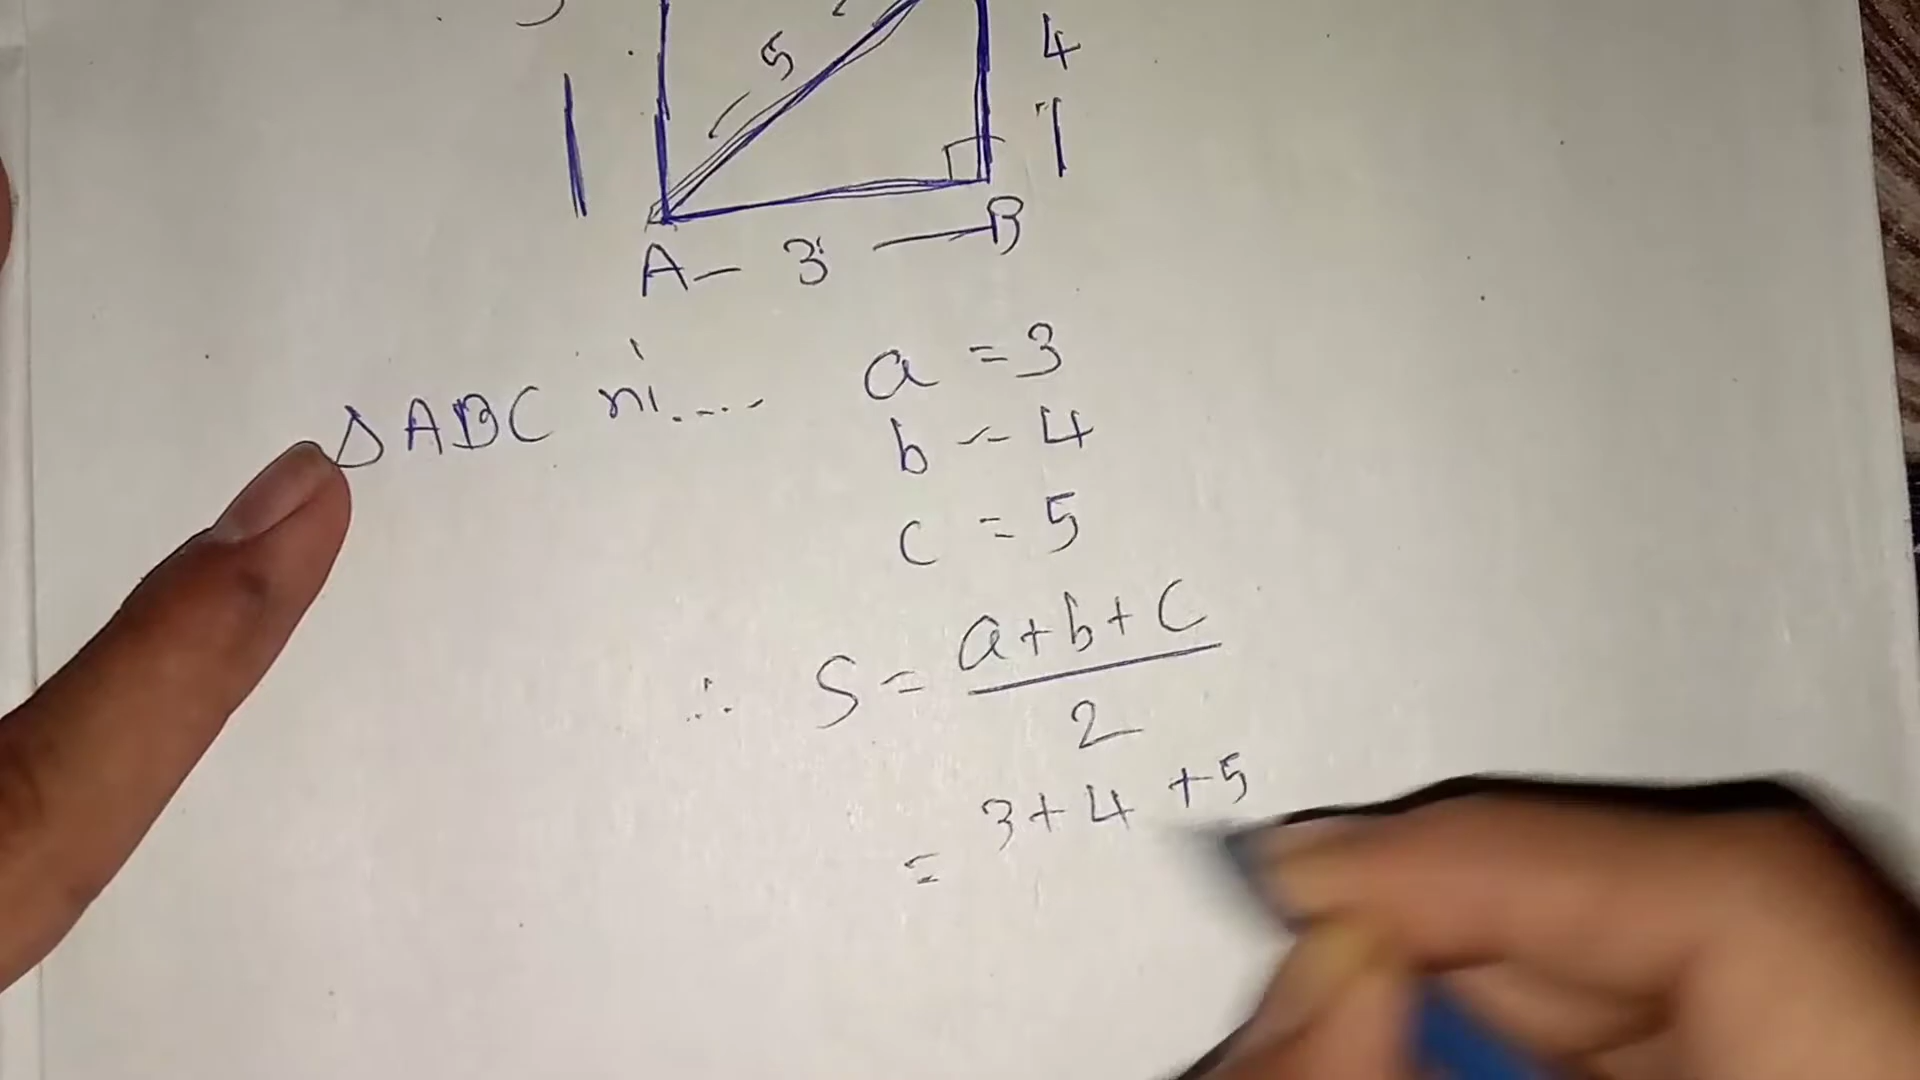 5
4
A - 3 — B
ΔABC ni.... a = 3
b = 4
c = 5
∴ S = a+b+c / 2
= 3+4+5